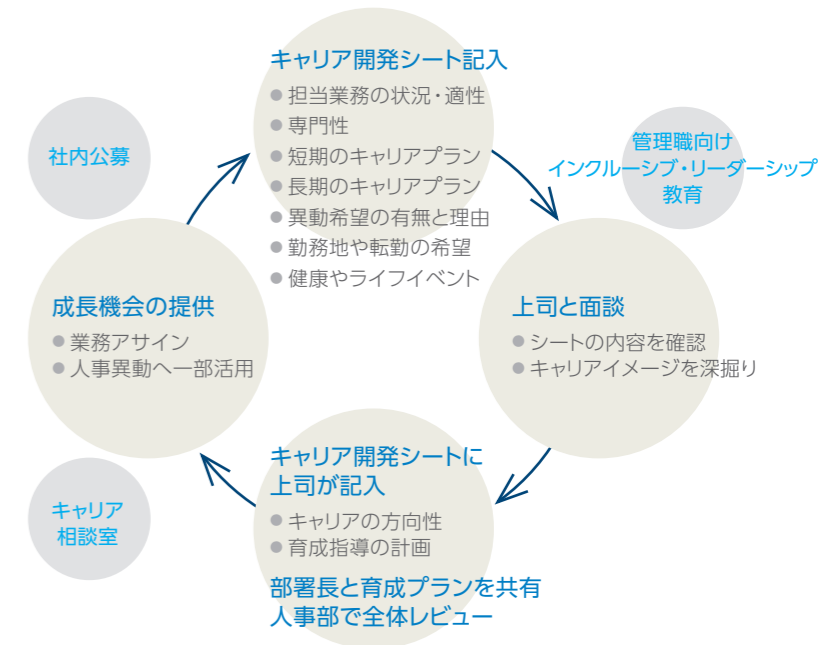 キャリア開発シート記入
● 担当業務の状況・適性
● 専門性
● 短期のキャリアプラン
● 長期のキャリアプラン
● 異動希望の有無と理由
● 勤務地や転勤の希望
● 健康やライフイベント
管理職向け
インクルーシブ・リーダーシップ
教育
上司と面談
● シートの内容を確認
● キャリアイメージを深掘り
キャリア開発シートに
上司が記入
● キャリアの方向性
● 育成指導の計画
部署長と育成プランを共有
人事部で全体レビュー
キャリア
相談室
成長機会の提供
● 業務アサイン
● 人事異動へ一部活用
社内公募